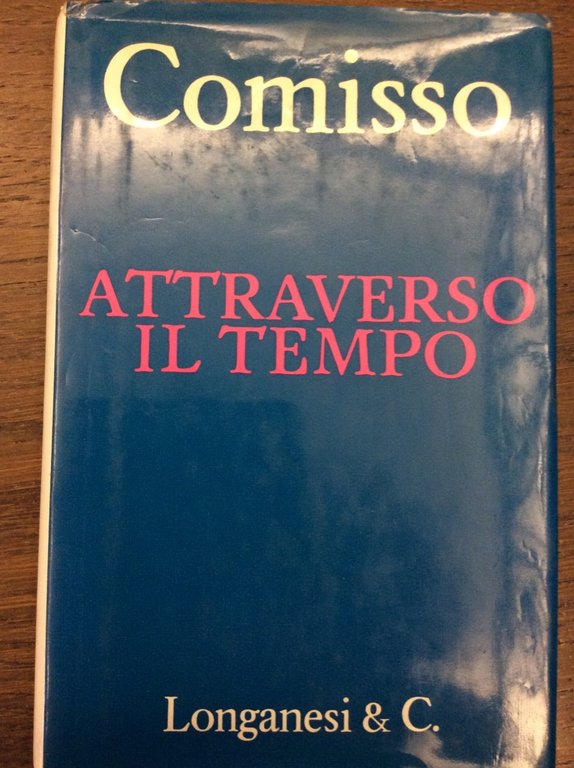 Comisso
ATTRAVERSO
IL TEMPO
Longanesi & C.